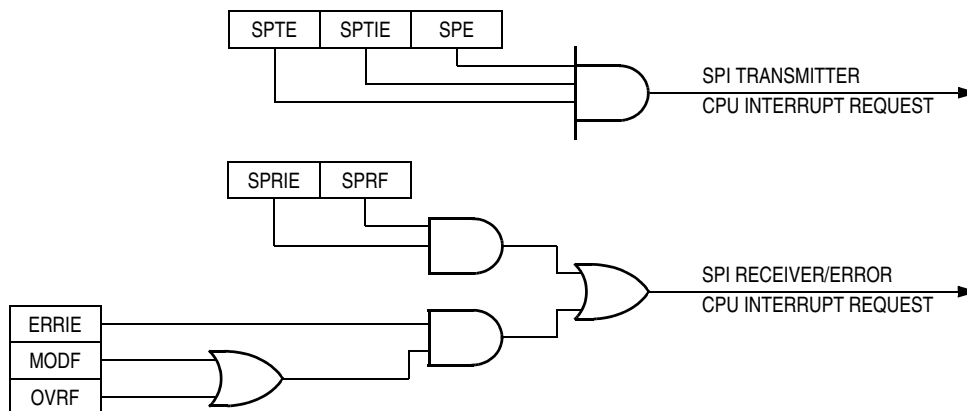 SPTE SPTIE SPE
SPI TRANSMITTER
CPU INTERRUPT REQUEST
SPRIE SPRF
SPI RECEIVER/ERROR
CPU INTERRUPT REQUEST
ERRIE
MODF
OVRF